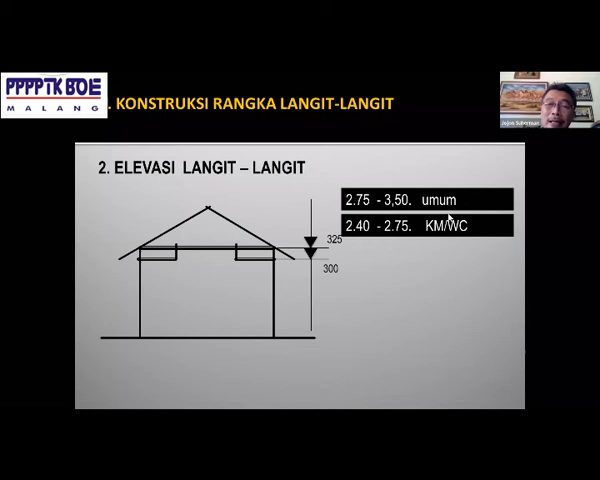 PPPPTK BOE
MALANG
. KONSTRUKSI RANGKA LANGIT-LANGIT
2. ELEVASI LANGIT – LANGIT
2.75 - 3,50. umum
2.40 - 2.75. KM/WC
325
300